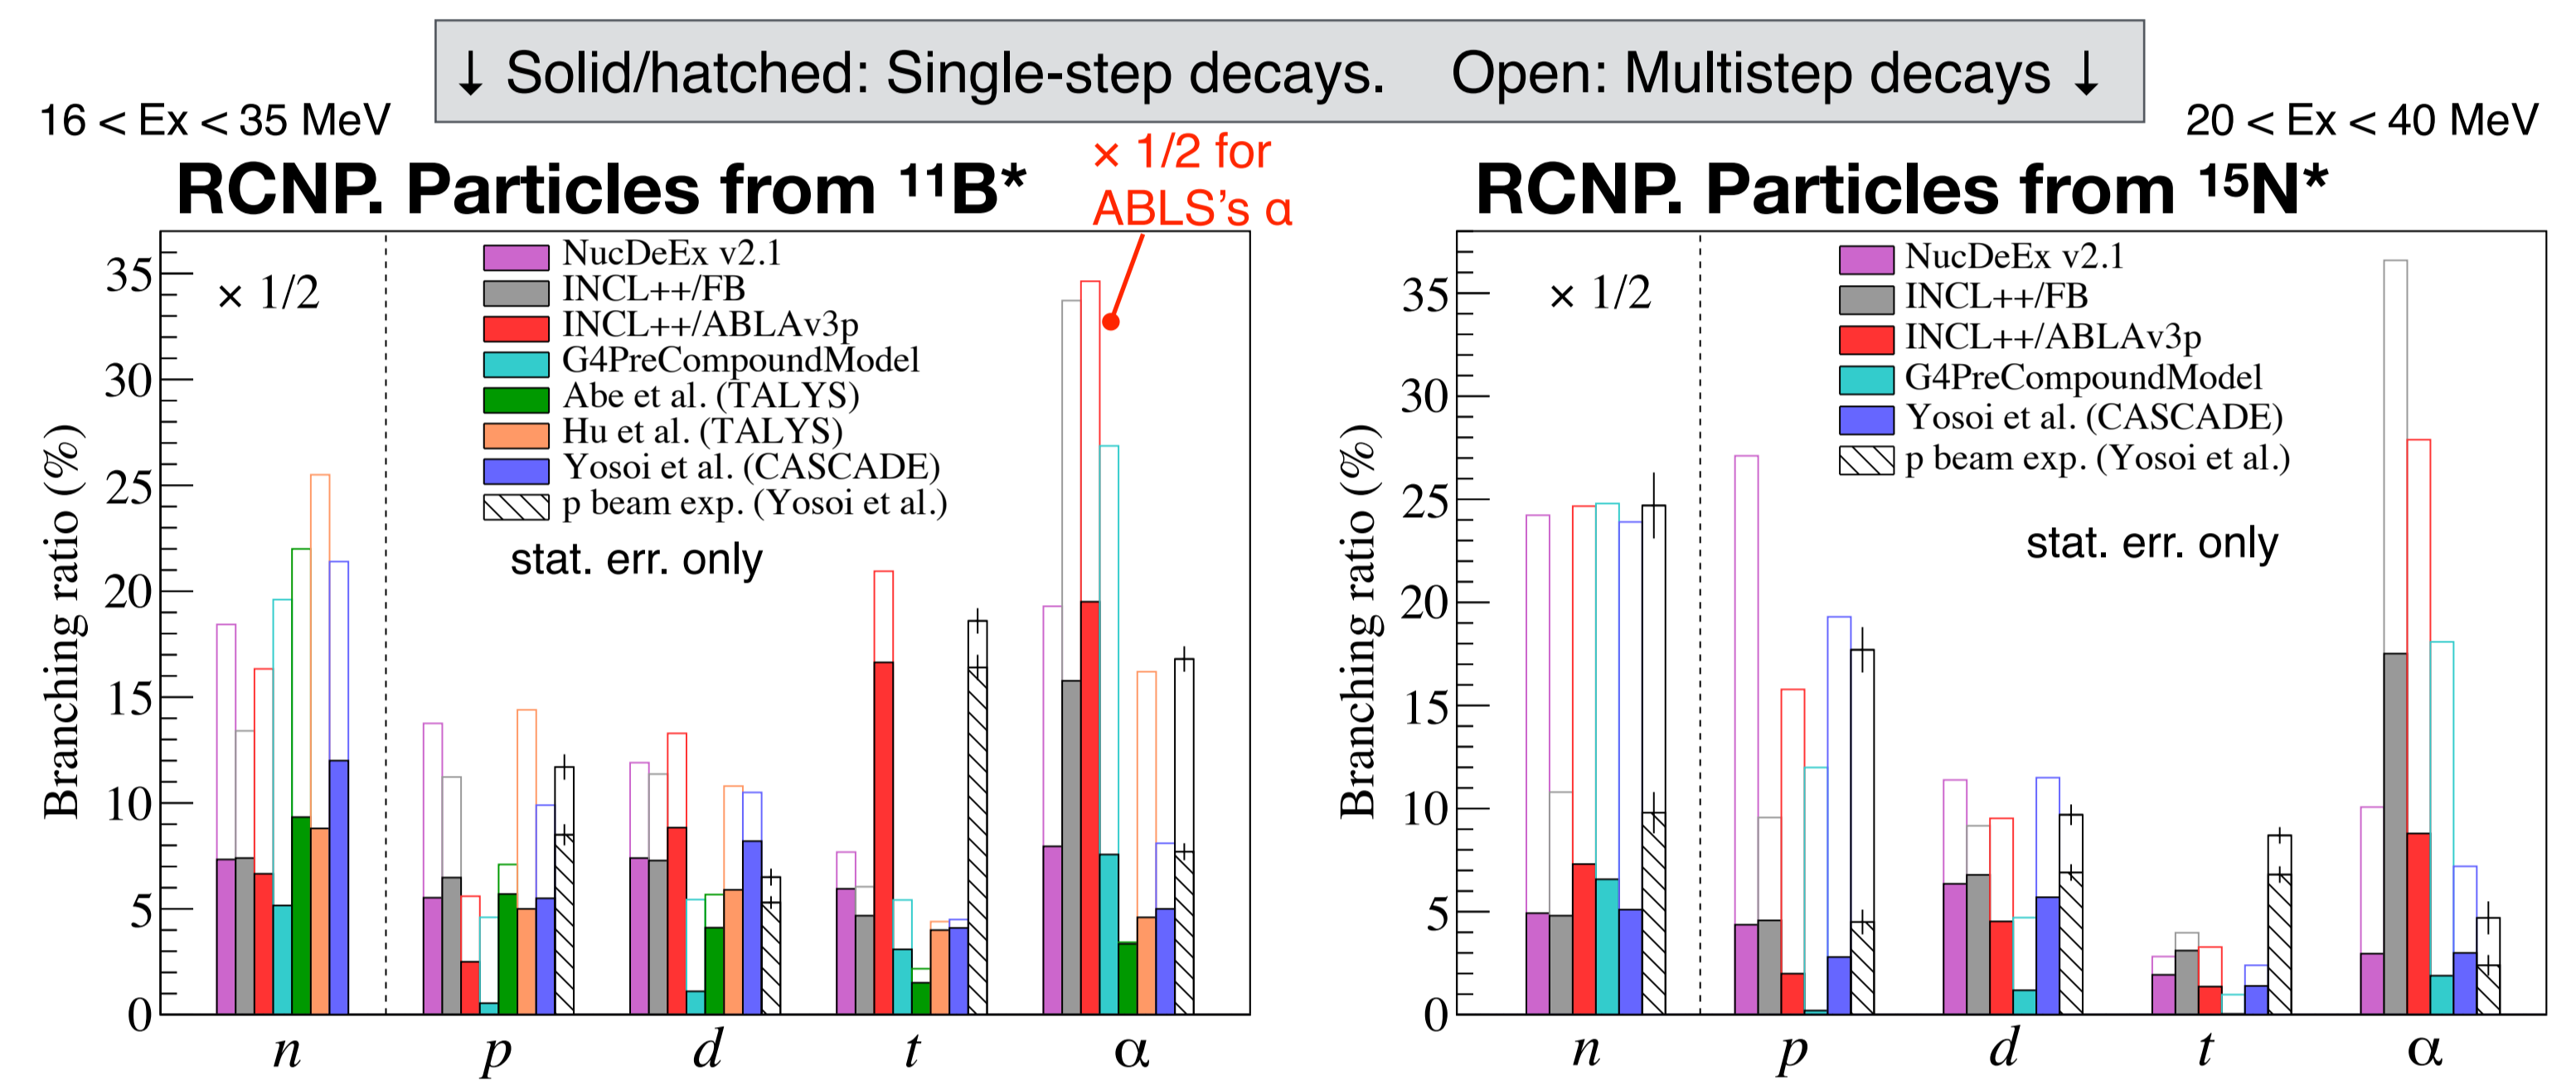 ↓ Solid/hatched: Single-step decays. Open: Multistep decays ↓
16 < Ex < 35 MeV
20 < Ex < 40 MeV
RCNP. Particles from ¹¹B*
× 1/2 for
ABLS's α
Branching ratio (%)
35
30
25
20
15
10
5
0
× 1/2
NucDeEx v2.1
INCL++/FB
INCL++/ABLAv3p
G4PreCompoundModel
Abe et al. (TALYS)
Hu et al. (TALYS)
Yosoi et al. (CASCADE)
p beam exp. (Yosoi et al.)
stat. err. only
n p d t α
RCNP. Particles from ¹⁵N*
Branching ratio (%)
35
30
25
20
15
10
5
0
× 1/2
NucDeEx v2.1
INCL++/FB
INCL++/ABLAv3p
G4PreCompoundModel
Yosoi et al. (CASCADE)
p beam exp. (Yosoi et al.)
stat. err. only
n p d t α